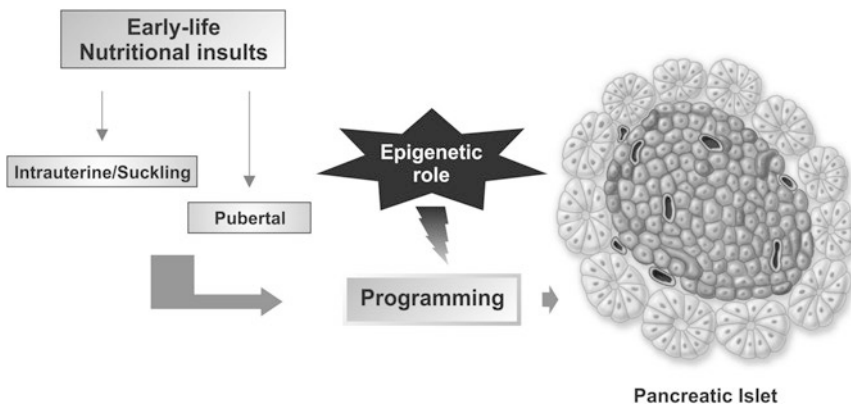 Early-life
Nutritional insults
Intrauterine/Suckling
Pubertal
Epigenetic
role
Programming
Pancreatic Islet